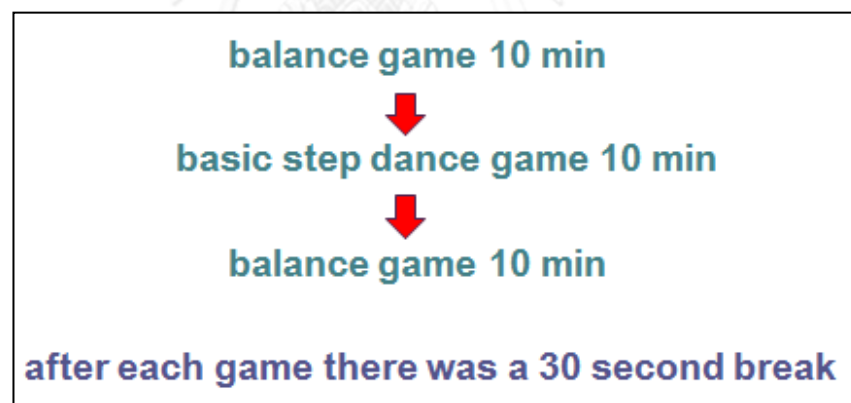 balance game 10 min
basic step dance game 10 min
balance game 10 min
after each game there was a 30 second break